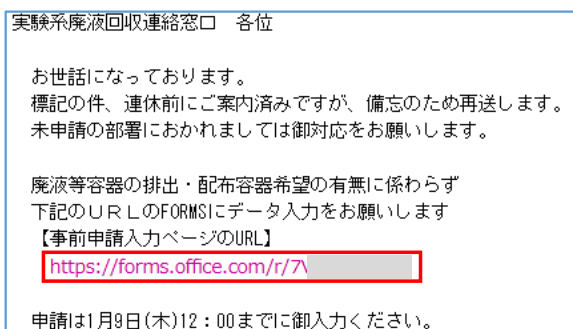 実験系廃液回収連絡窓口　各位
お世話になっております。
標記の件、連休前にご案内済みですが、備忘のため再送します。
未申請の部署におかれましては御対応をお願いします。
廃液等容器の排出・配布容器希望の有無に係わらず
下記のＵＲＬのFORMSにデータ入力をお願いします
【事前申請入力ページのURL】
https://forms.office.com/r/7\
申請は1月9日(木)12：00までに御入力ください。